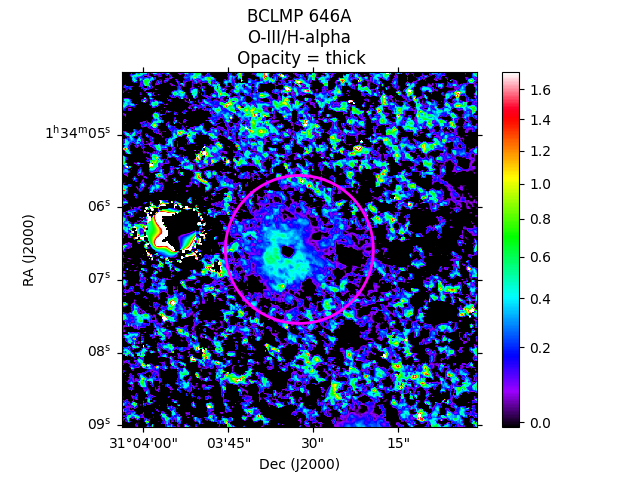 BCLMP 646A
O-III/H-alpha
Opacity = thick
1ʰ34ᵐ05ˢ
06ˢ
07ˢ
08ˢ
09ˢ
RA (J2000)
31°04'00"
03'45"
30"
15"
Dec (J2000)
1.6
1.4
1.2
1.0
0.8
0.6
0.4
0.2
0.0